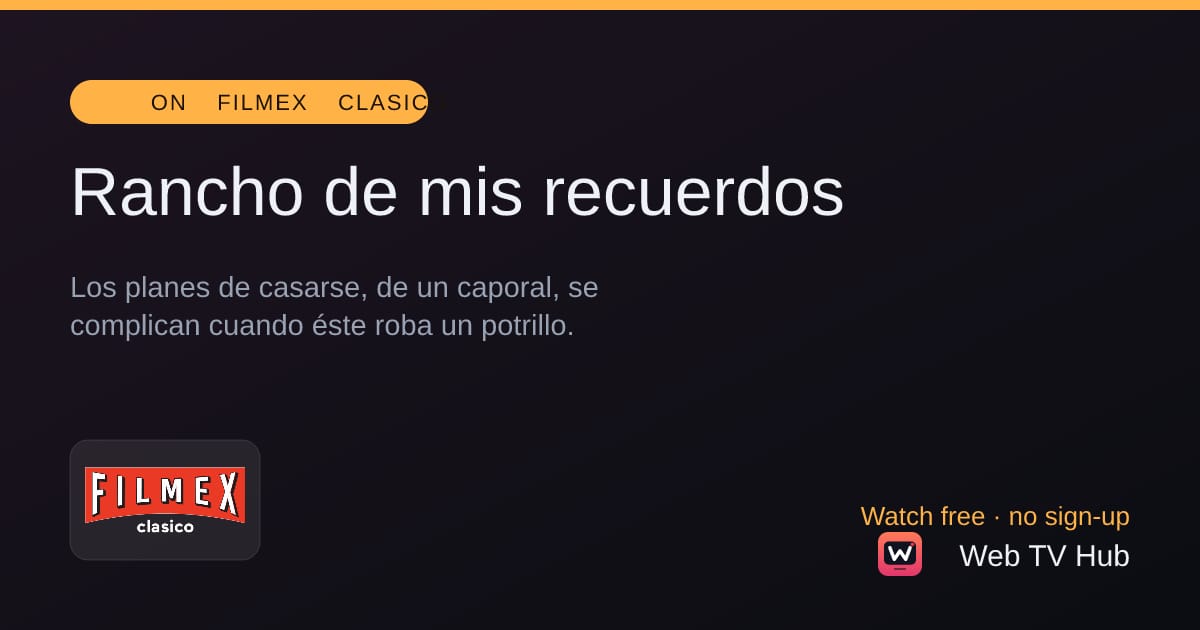 ON FILMEX CLASIC
Rancho de mis recuerdos
Los planes de casarse, de un caporal, se
complican cuando éste roba un potrillo.
FILMEX
clasico
Watch free · no sign-up
W
Web TV Hub